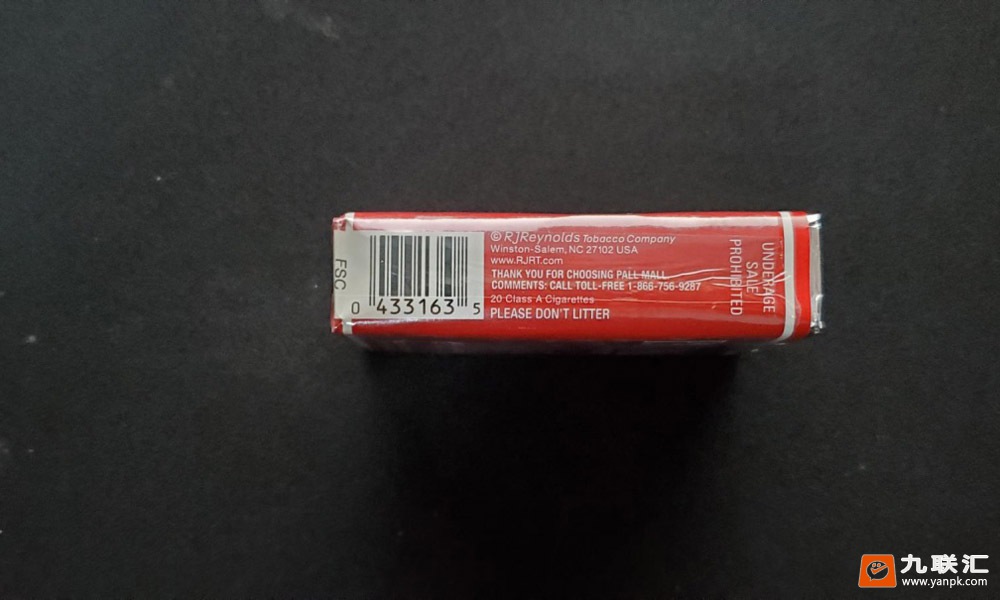 FSC
0 433163 5
© RJReynolds Tobacco Company
Winston-Salem, NC 27102 USA
www.RJRT.com
THANK YOU FOR CHOOSING PALL MALL
COMMENTS: CALL TOLL-FREE 1-866-756-9287
20 Class A Cigarettes
PLEASE DON'T LITTER
UNDERAGE
SALE
PROHIBITED
九联汇
www.yanpk.com